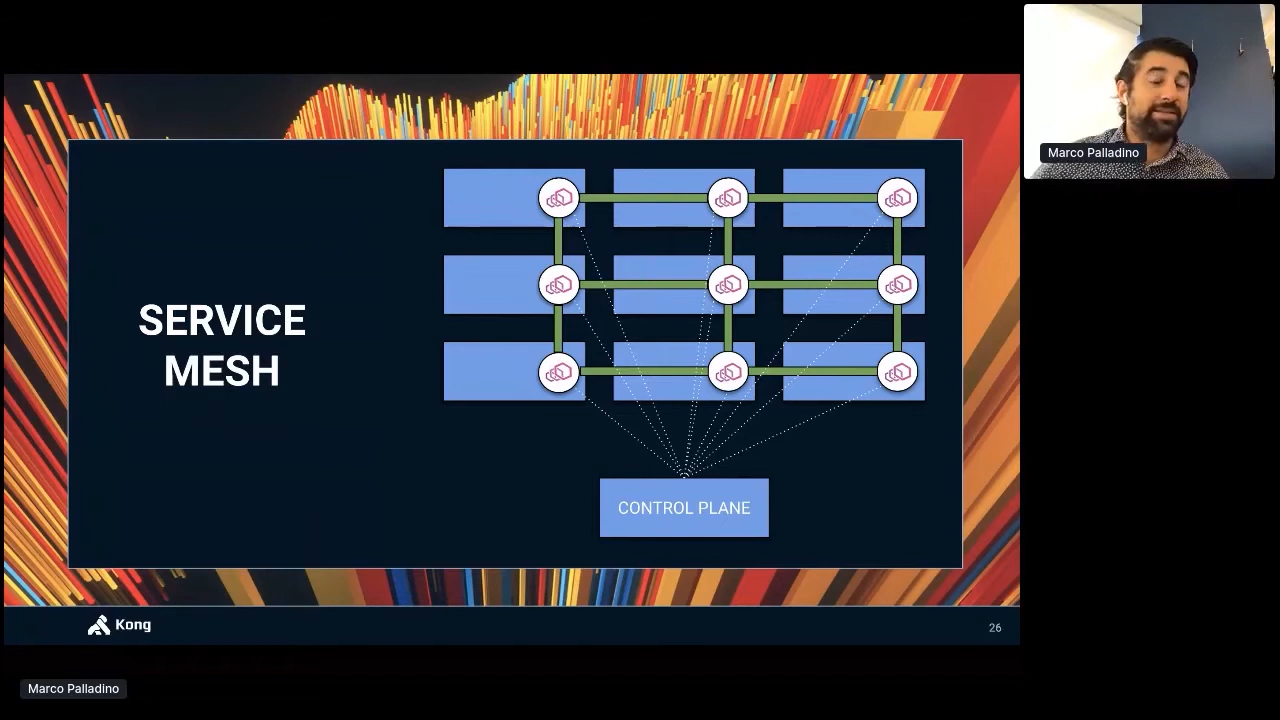 Marco Palladino
SERVICE
MESH
CONTROL PLANE
Kong
26
Marco Palladino